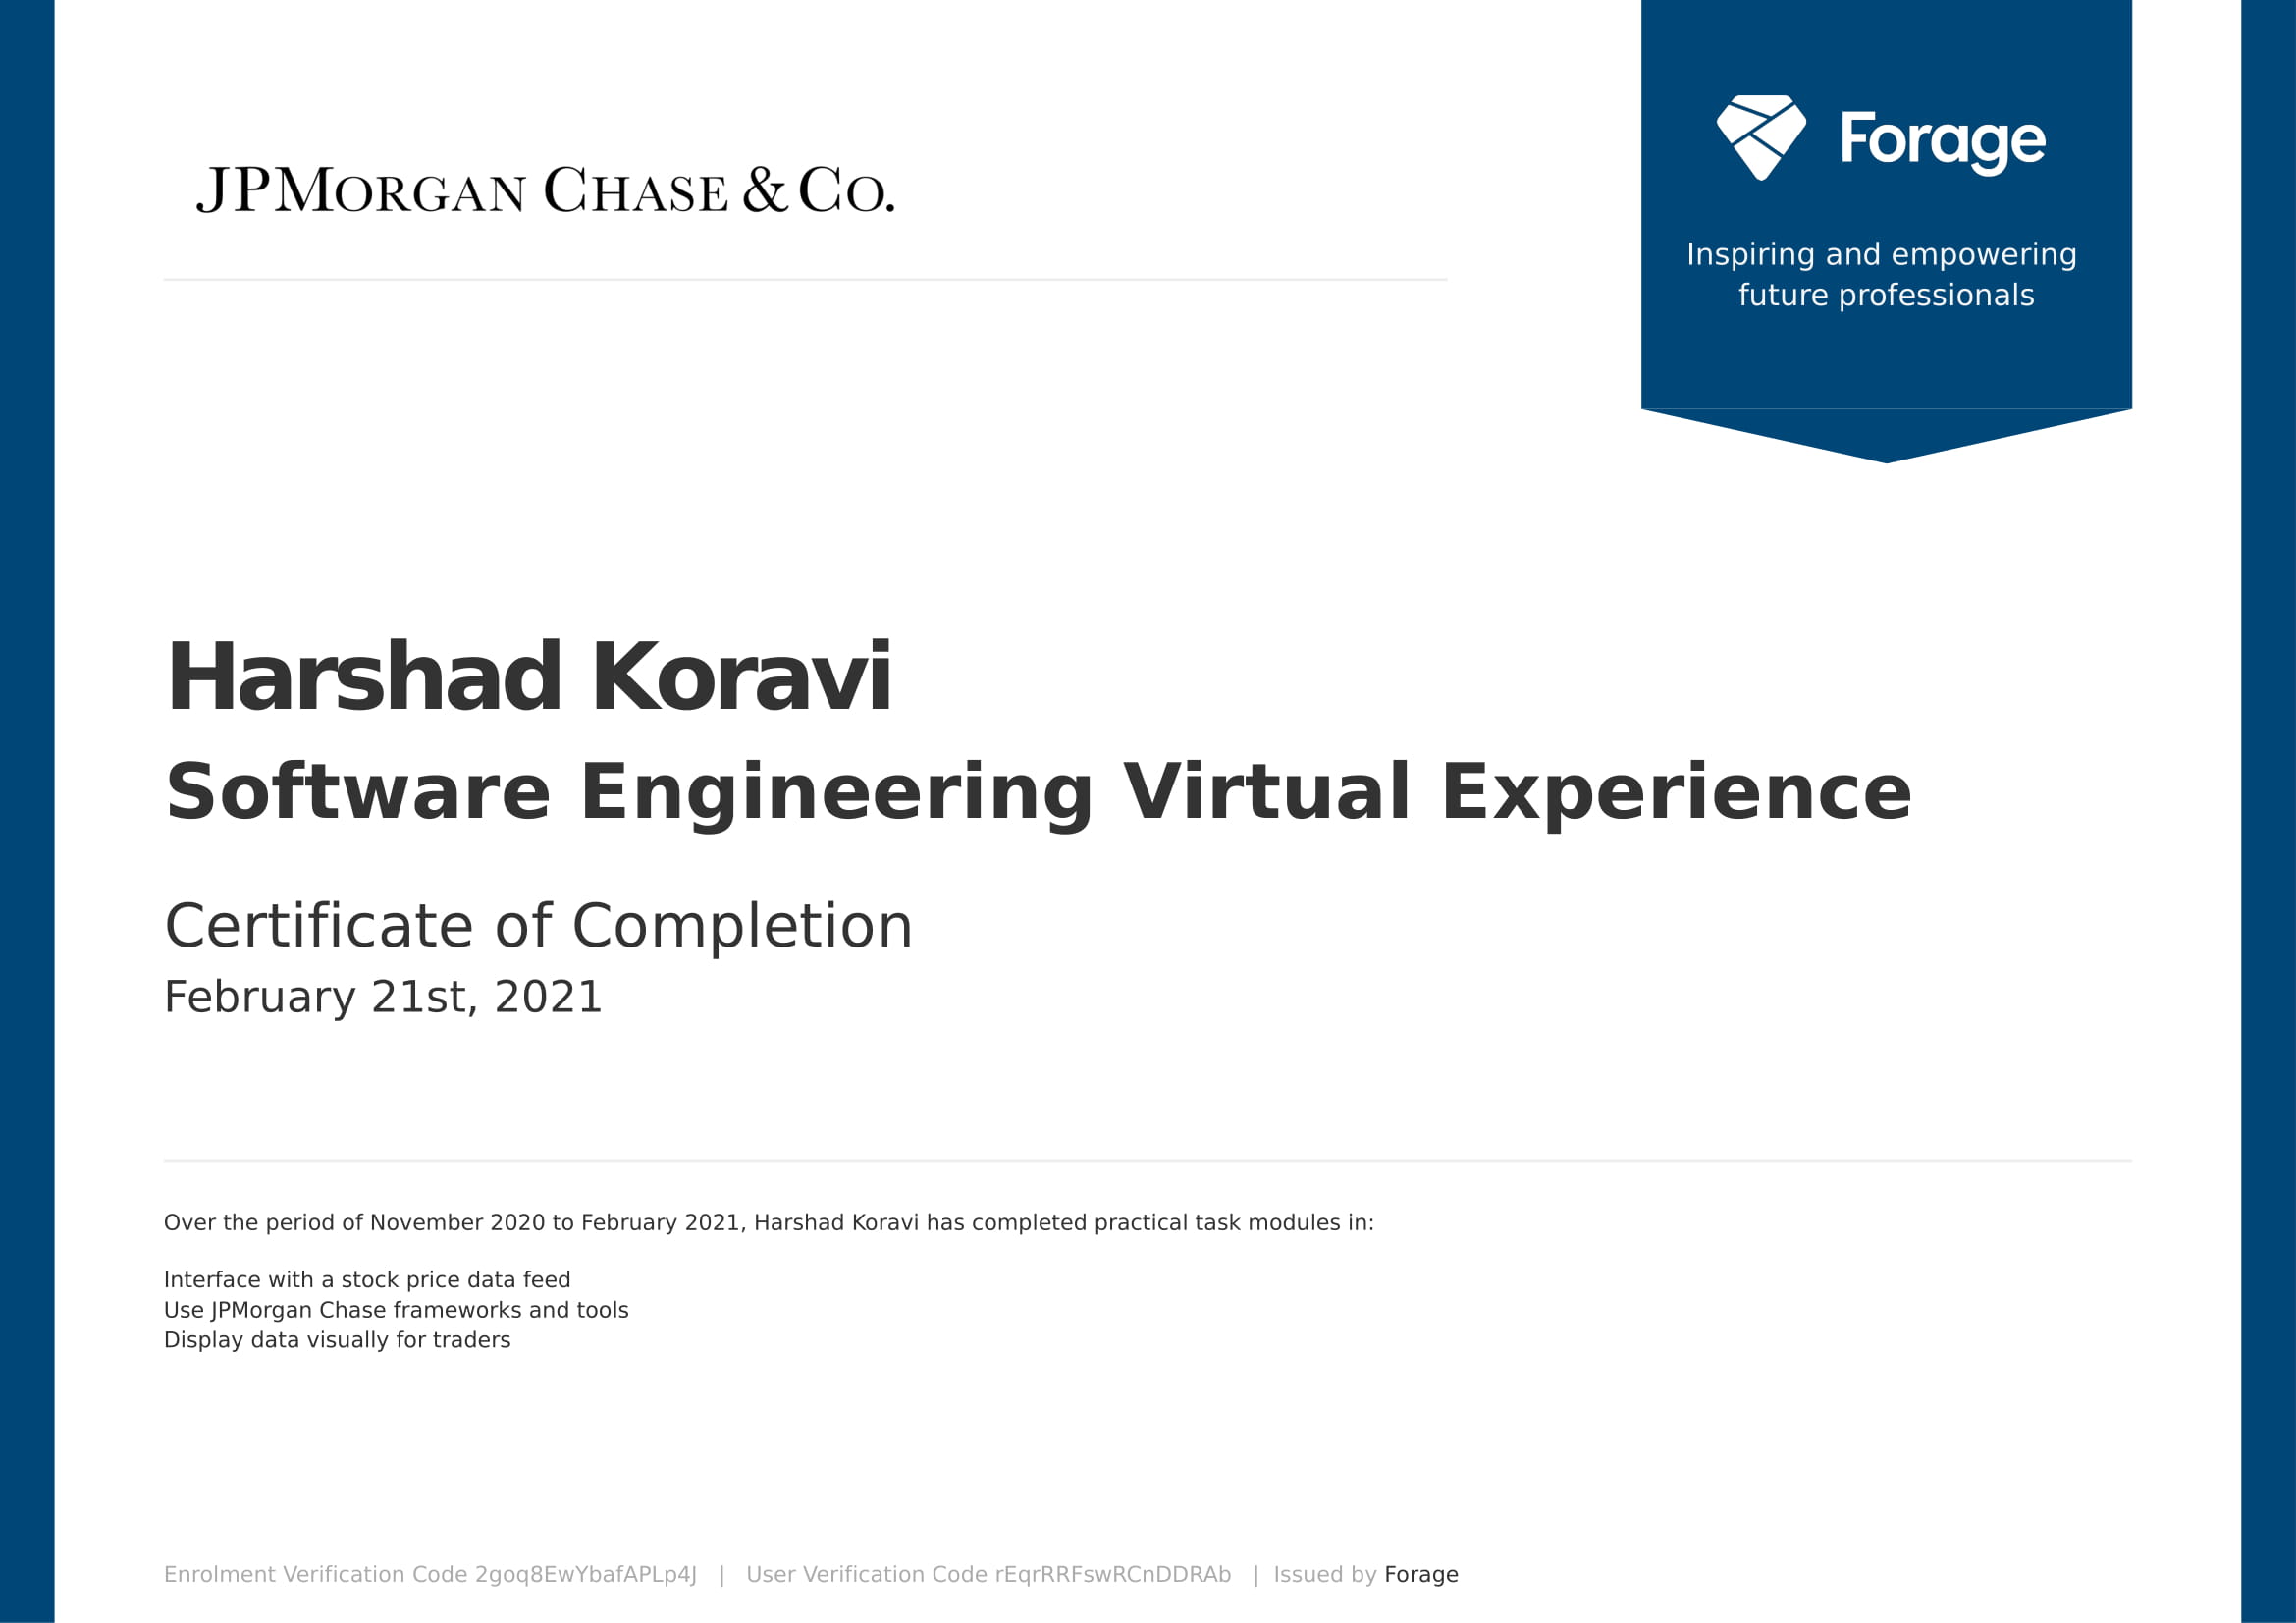 JPMORGAN CHASE & CO.
Forage
Inspiring and empowering
future professionals
Harshad Koravi
Software Engineering Virtual Experience
Certificate of Completion
February 21st, 2021
Over the period of November 2020 to February 2021, Harshad Koravi has completed practical task modules in:
Interface with a stock price data feed
Use JPMorgan Chase frameworks and tools
Display data visually for traders
Enrolment Verification Code 2goq8EwYbafAPLp4J | User Verification Code rEqrRRFswRCnDDRAb | Issued by Forage